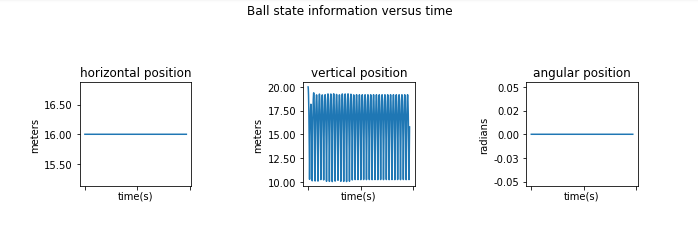 Ball state information versus time
horizontal position
16.50
16.00
15.50
meters
time(s)
vertical position
20.00
17.50
15.00
12.50
10.00
meters
time(s)
angular position
0.05
0.02
0.00
-0.03
-0.05
radians
time(s)